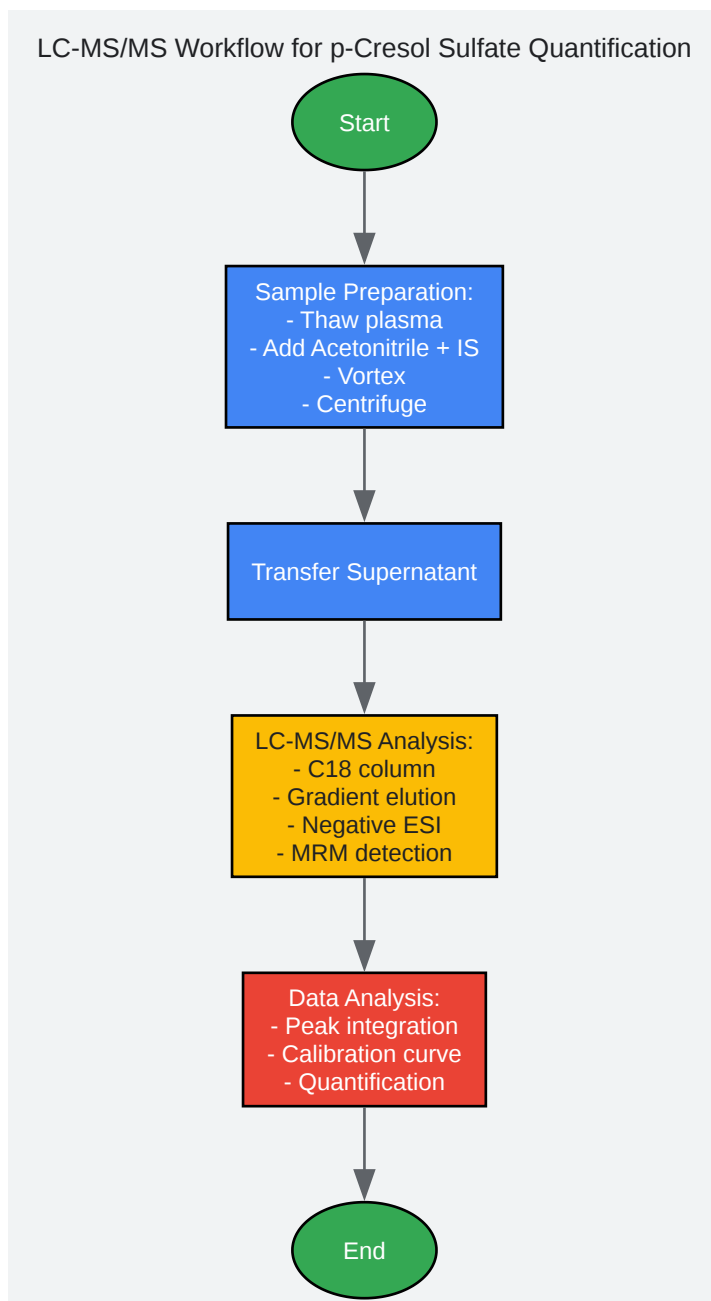 LC-MS/MS Workflow for p-Cresol Sulfate Quantification
Start
Sample Preparation:
- Thaw plasma
- Add Acetonitrile + IS
- Vortex
- Centrifuge
Transfer Supernatant
LC-MS/MS Analysis:
- C18 column
- Gradient elution
- Negative ESI
- MRM detection
Data Analysis:
- Peak integration
- Calibration curve
- Quantification
End